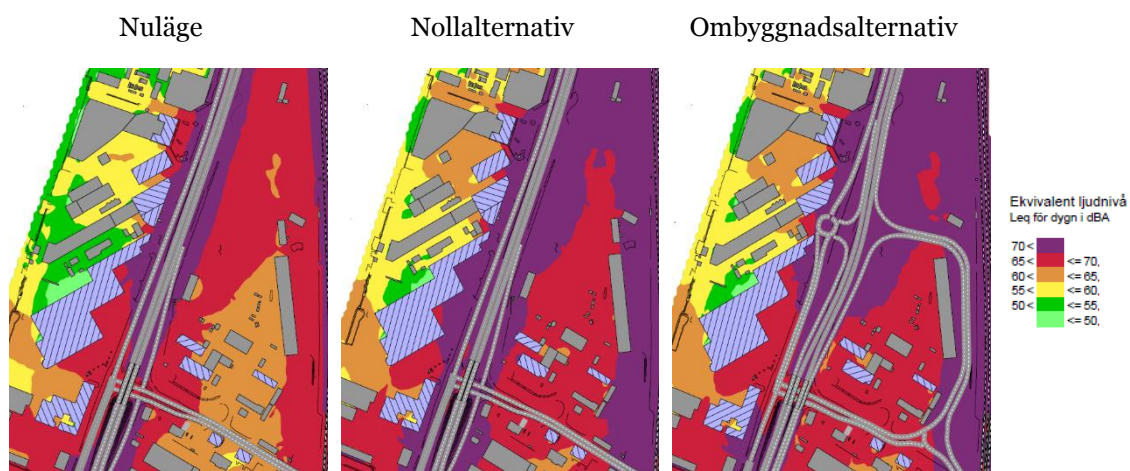 Nuläge
Nollalternativ
Ombyggnadsalternativ
Ekvivalent ljudnivå
Leq för dygn i dBA
70 <
65 < <= 70,
60 < <= 65,
55 < <= 60,
50 < <= 55,
<= 50,